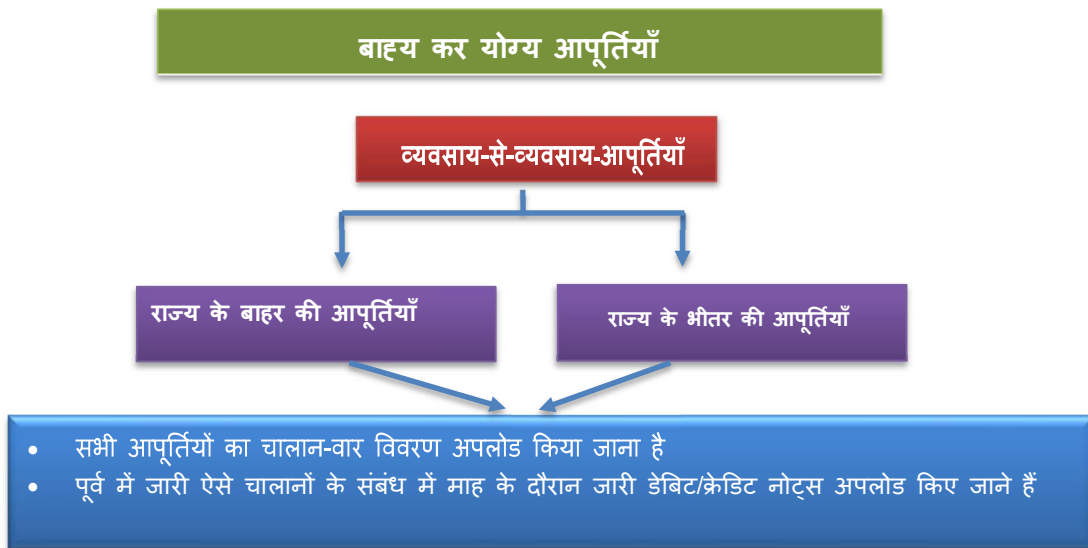 बाह्य कर योग्य आपूर्तियाँ
व्यवसाय-से-व्यवसाय-आपूर्तियाँ
राज्य के बाहर की आपूर्तियाँ
राज्य के भीतर की आपूर्तियाँ
• सभी आपूर्तियों का चालान-वार विवरण अपलोड किया जाना है
• पूर्व में जारी ऐसे चालानों के संबंध में माह के दौरान जारी डेबिट/क्रेडिट नोट्स अपलोड किए जाने हैं